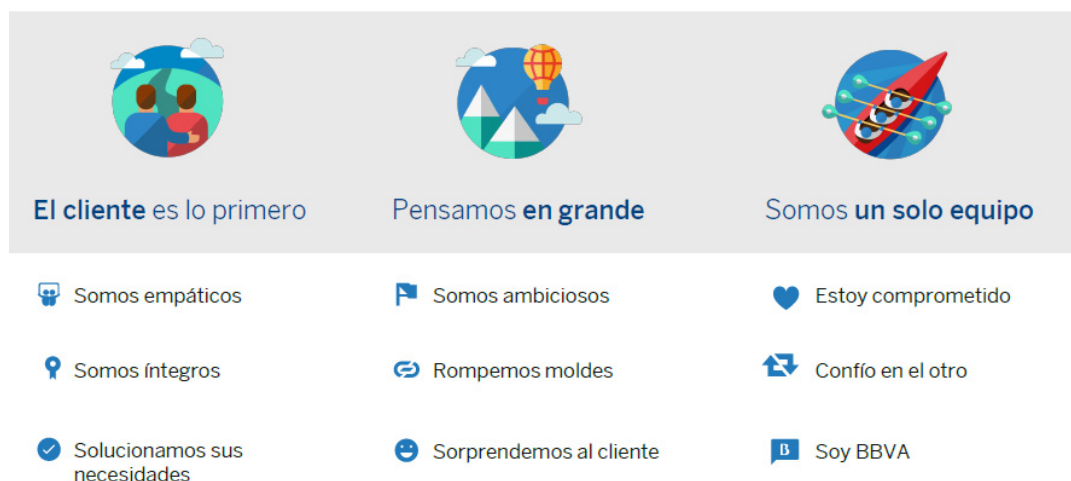 El cliente es lo primero
Somos empáticos
Somos íntegros
Solucionamos sus
necesidades
Pensamos en grande
Somos ambiciosos
Rompemos moldes
Sorprendemos al cliente
Somos un solo equipo
Estoy comprometido
Confío en el otro
B
Soy BBVA